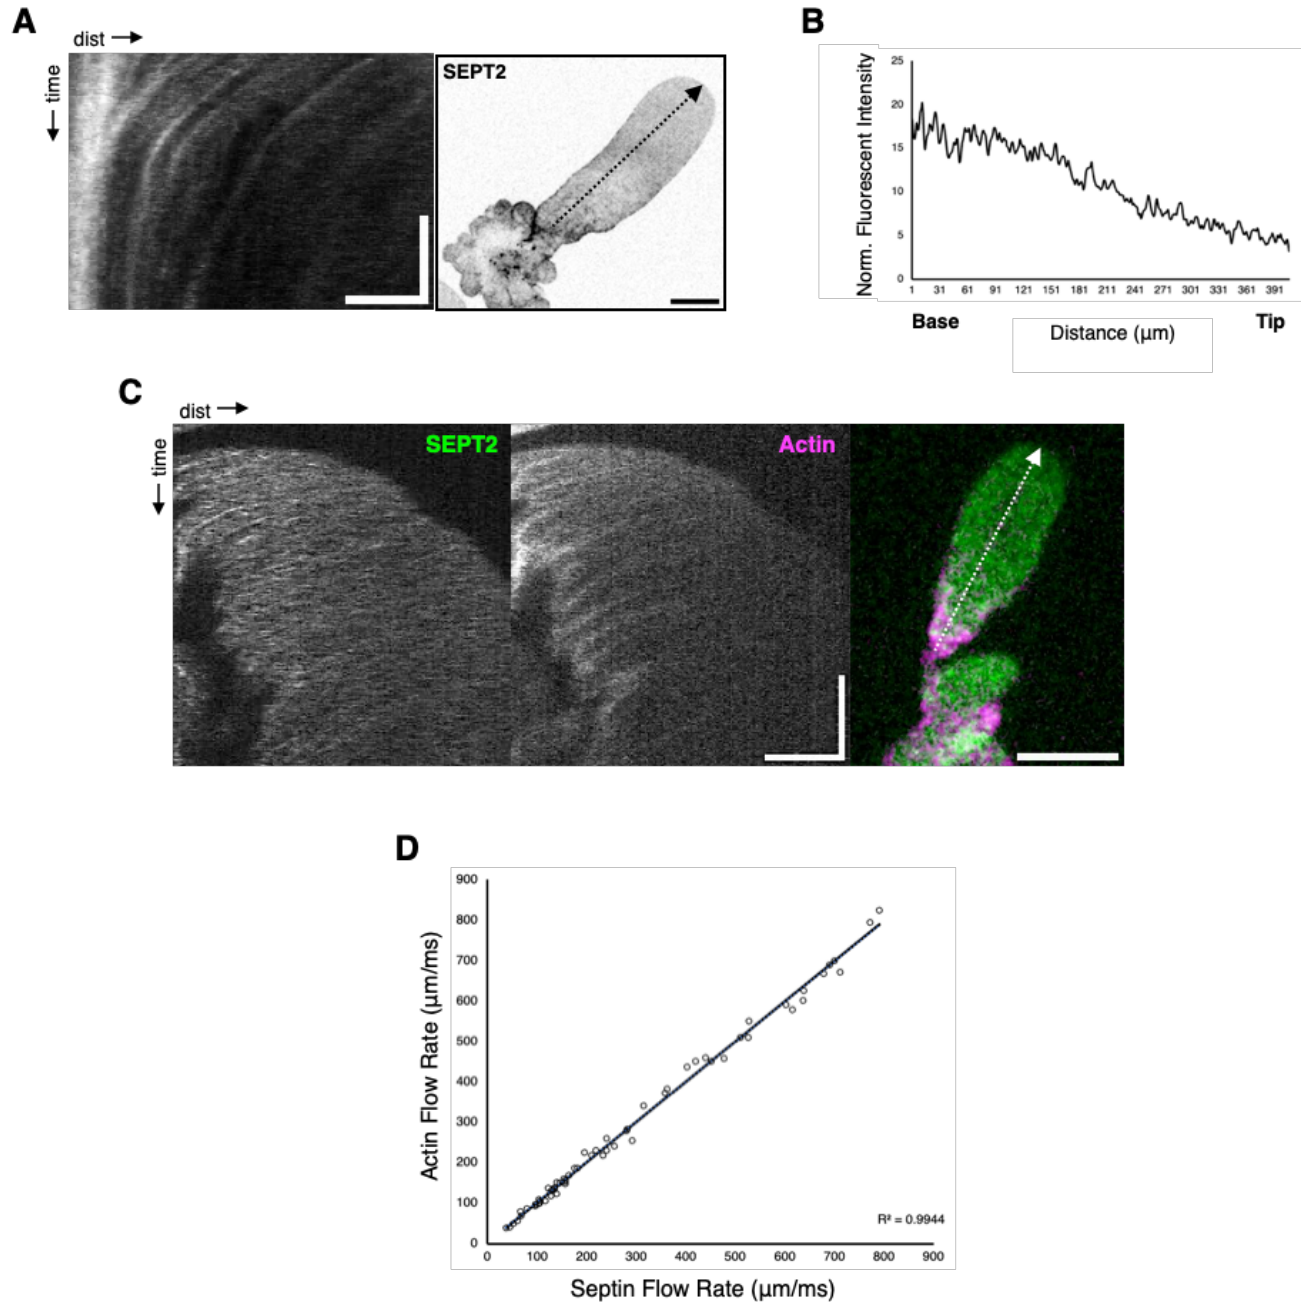 A
dist →
← time
SEPT2
B
Norm. Fluorescent Intensity
25
20
15
10
5
0
1 31 61 91 121 151 181 211 241 271 301 331 361 391
Base Tip
Distance (µm)
C
dist →
← time
SEPT2
Actin
D
Actin Flow Rate (µm/ms)
900
800
700
600
500
400
300
200
100
0
R² = 0.9944
0 100 200 300 400 500 600 700 800 900
Septin Flow Rate (µm/ms)